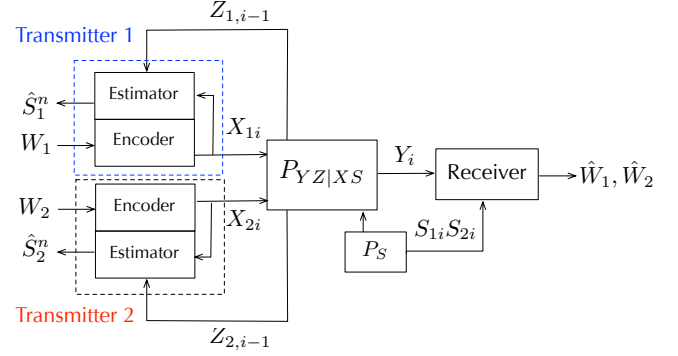 Z_{1,i-1}
Transmitter 1
Estimator
\hat{S}_1^n
Encoder
W_1
X_{1i}
P_{YZ|XS}
Y_i
Receiver
\hat{W}_1, \hat{W}_2
W_2
Encoder
X_{2i}
Estimator
\hat{S}_2^n
P_S
S_{1i}S_{2i}
Transmitter 2
Z_{2,i-1}